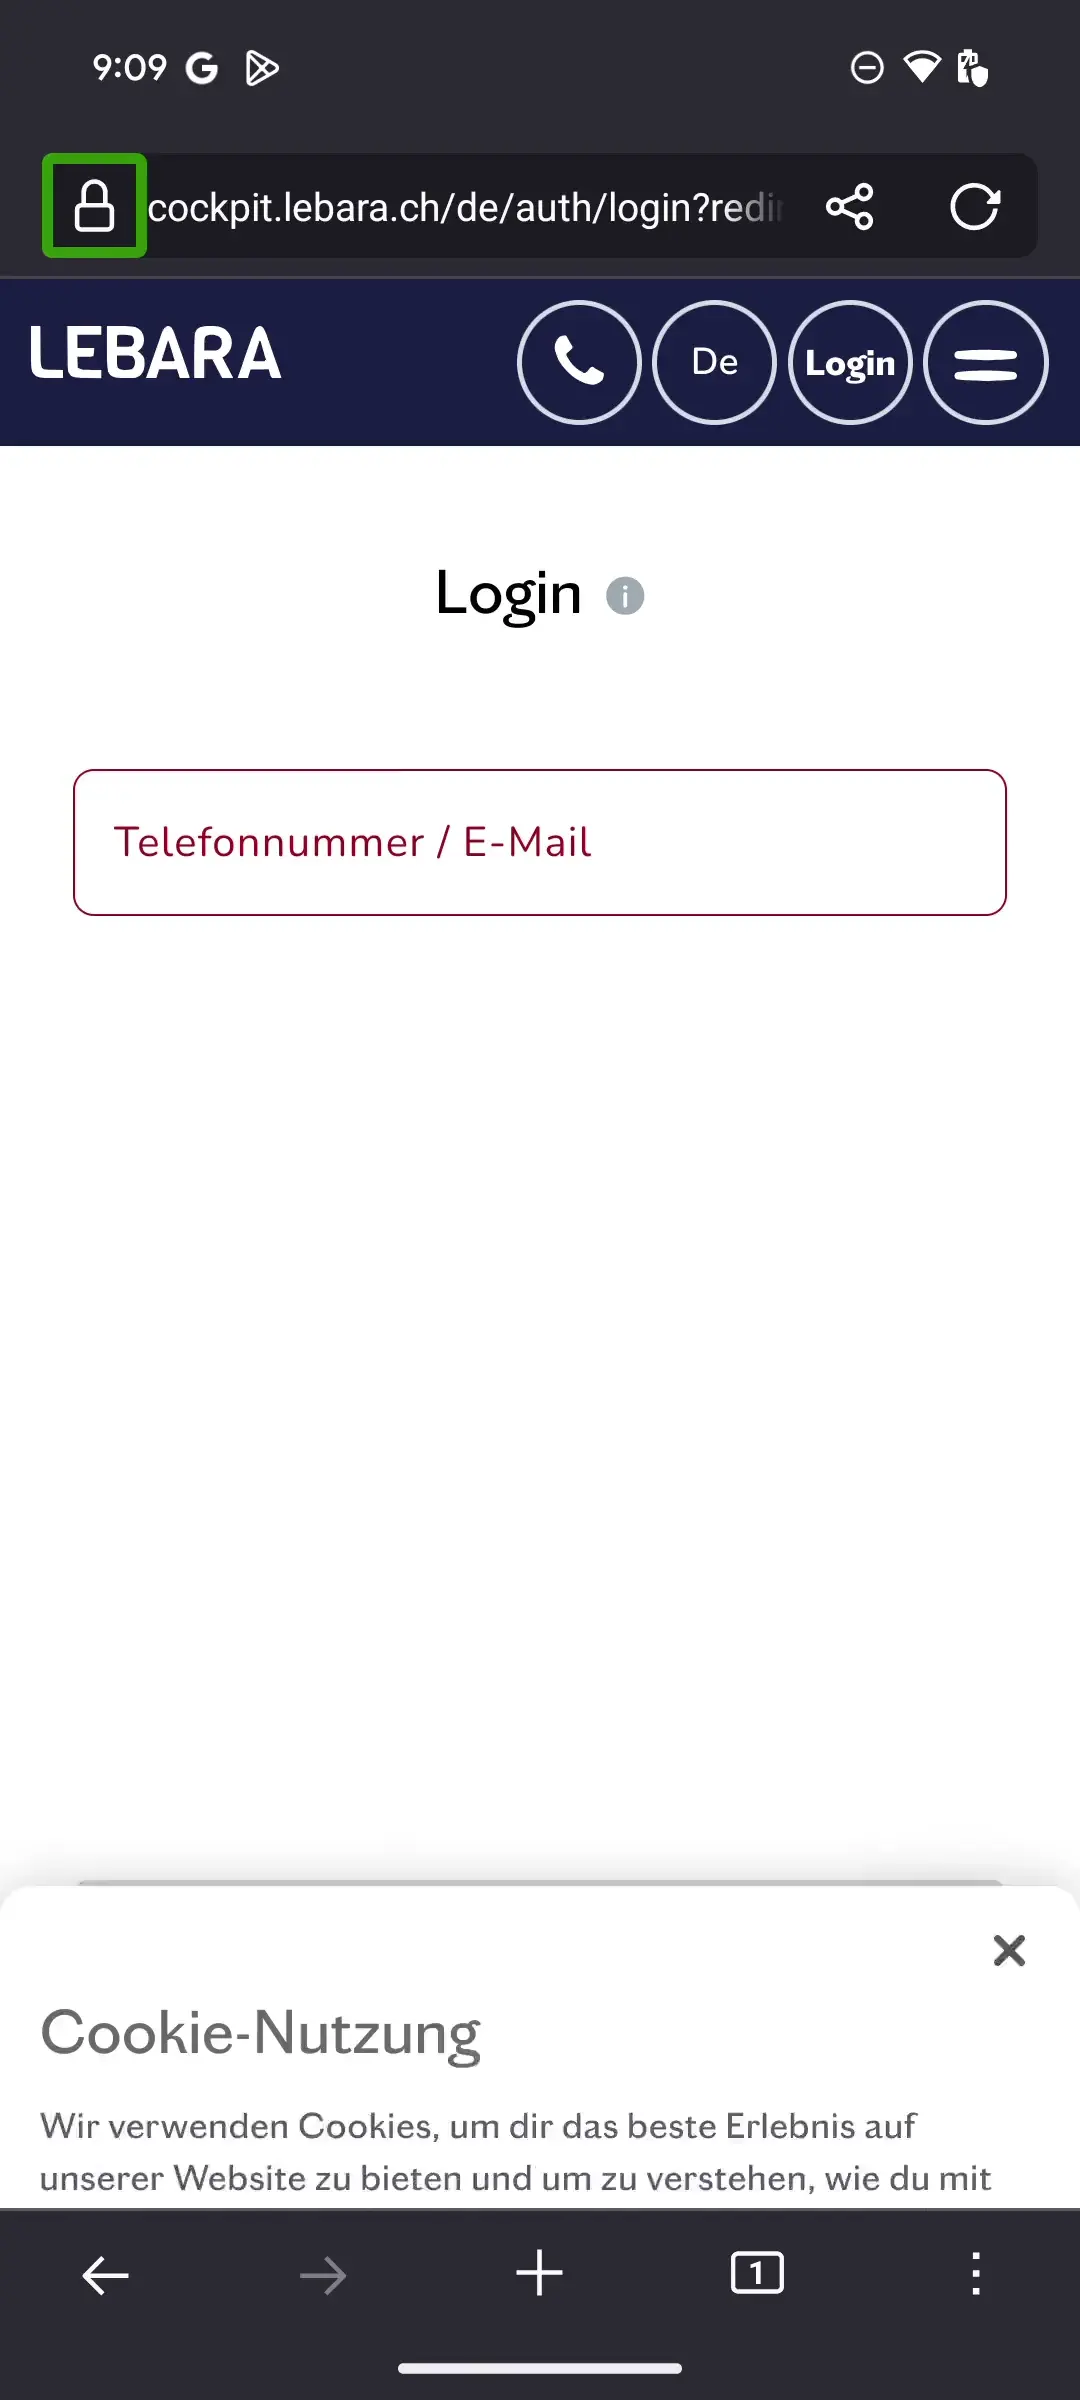 9:09
cockpit.lebara.ch/de/auth/login?redir
LEBARA
De
Login
Login
Telefonnummer / E-Mail
Cookie-Nutzung
Wir verwenden Cookies, um dir das beste Erlebnis auf
unserer Website zu bieten und um zu verstehen, wie du mit
1